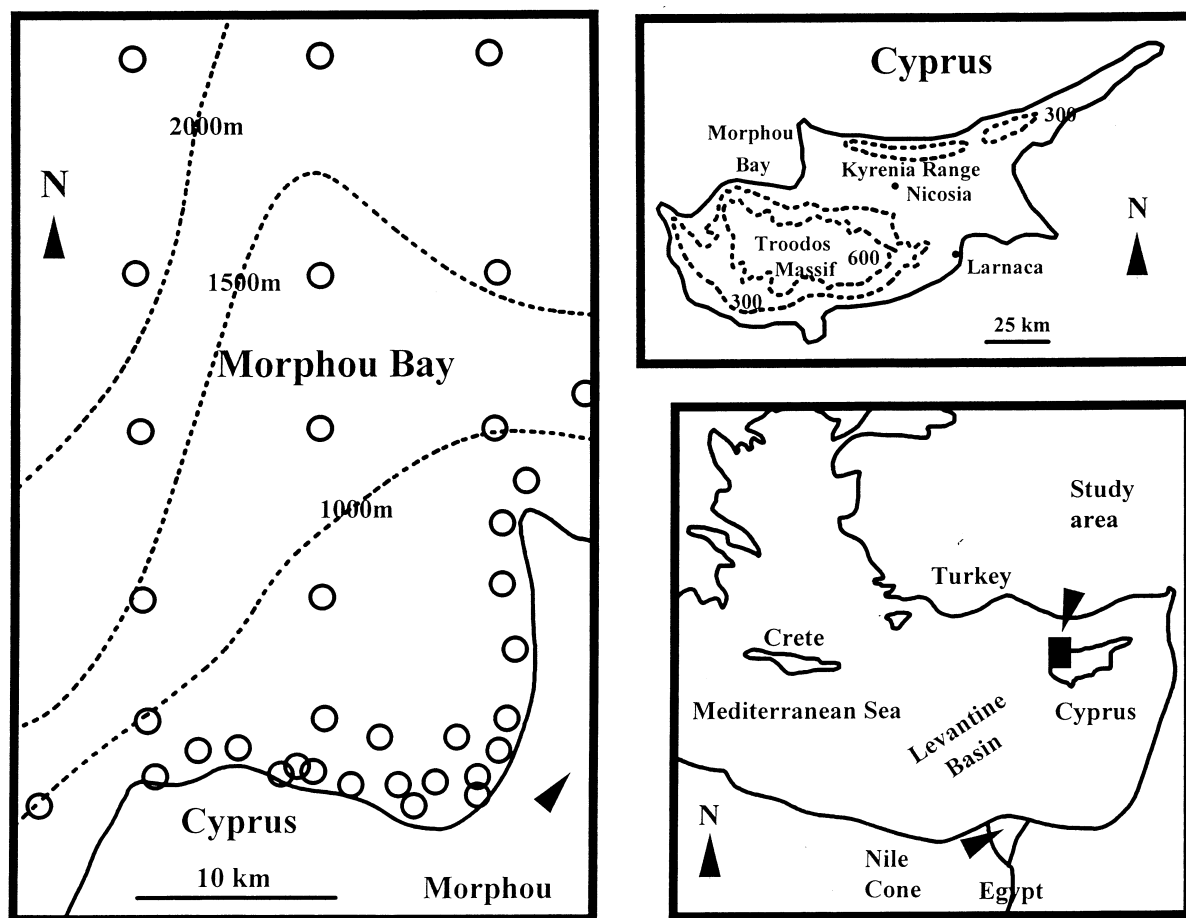 2000m
N
1500m
Morphou Bay
1000m
Cyprus
10 km
Morphou
Cyprus
300
Morphou
Bay
Kyrenia Range
Nicosia
N
Troodos
Massif
600
Larnaca
300
25 km
Study
area
Turkey
Crete
Mediterranean Sea
Levantine
Basin
Cyprus
N
Nile
Cone
Egypt